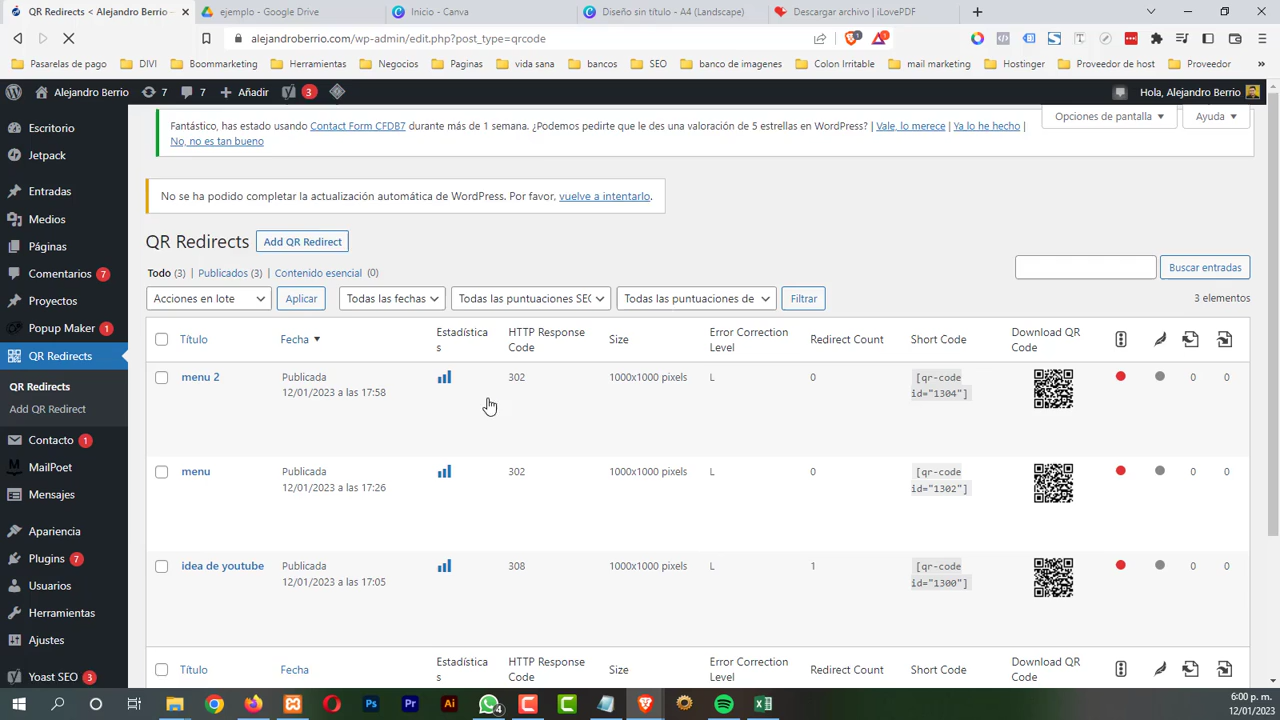 QR Redirects < Alejandro Berrio
ejemplo - Google Drive
Inicio - Canva
Diseño sin título - A4 (Landscape)
Descargar archivo | iLovePDF
alejandroberrio.com/wp-admin/edit.php?post_type=qrcode
Pasarelas de pago
DIVI
Boommarketing
Herramientas
Negocios
Paginas
vida sana
bancos
SEO
banco de imagenes
Colon Irritable
mail marketing
Hostinger
Proveedor de host
Proveedor
Alejandro Berrio
7
7
Añadir
3
Hola, Alejandro Berrio
Escritorio
Jetpack
Entradas
Medios
Páginas
Comentarios 7
Proyectos
Popup Maker 1
QR Redirects
QR Redirects
Add QR Redirect
Contacto 1
MailPoet
Mensajes
Apariencia
Plugins 7
Usuarios
Herramientas
Ajustes
Yoast SEO 3
Opciones de pantalla
Ayuda
Fantástico, has estado usando Contact Form CFDB7 durante más de 1 semana. ¿Podemos pedirte que le des una valoración de 5 estrellas en WordPress? | Vale, lo merece | Ya lo he hecho |
No, no es tan bueno
No se ha podido completar la actualización automática de WordPress. Por favor, vuelve a intentarlo.
QR Redirects
Add QR Redirect
Todo (3) | Publicados (3) | Contenido esencial (0)
Buscar entradas
Acciones en lote
Aplicar
Todas las fechas
Todas las puntuaciones SEO
Todas las puntuaciones de
Filtrar
3 elementos
Título
Fecha
Estadística
s
HTTP Response
Code
Size
Error Correction
Level
Redirect Count
Short Code
Download QR
Code
menu 2
Publicada
12/01/2023 a las 17:58
302
1000x1000 pixels
L
0
[qr-code
id="1304"]
0
0
menu
Publicada
12/01/2023 a las 17:26
302
1000x1000 pixels
L
0
[qr-code
id="1302"]
0
0
idea de youtube
Publicada
12/01/2023 a las 17:05
308
1000x1000 pixels
L
1
[qr-code
id="1300"]
0
0
Título
Fecha
Estadística
s
HTTP Response
Code
Size
Error Correction
Level
Redirect Count
Short Code
Download QR
Code
Ps
Pr
Ai
4
6:00 p. m.
12/01/2023